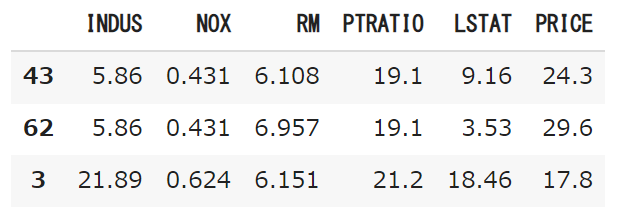 INDUS NOX RM PTRATIO LSTAT PRICE
43 5.86 0.431 6.108 19.1 9.16 24.3
62 5.86 0.431 6.957 19.1 3.53 29.6
3 21.89 0.624 6.151 21.2 18.46 17.8